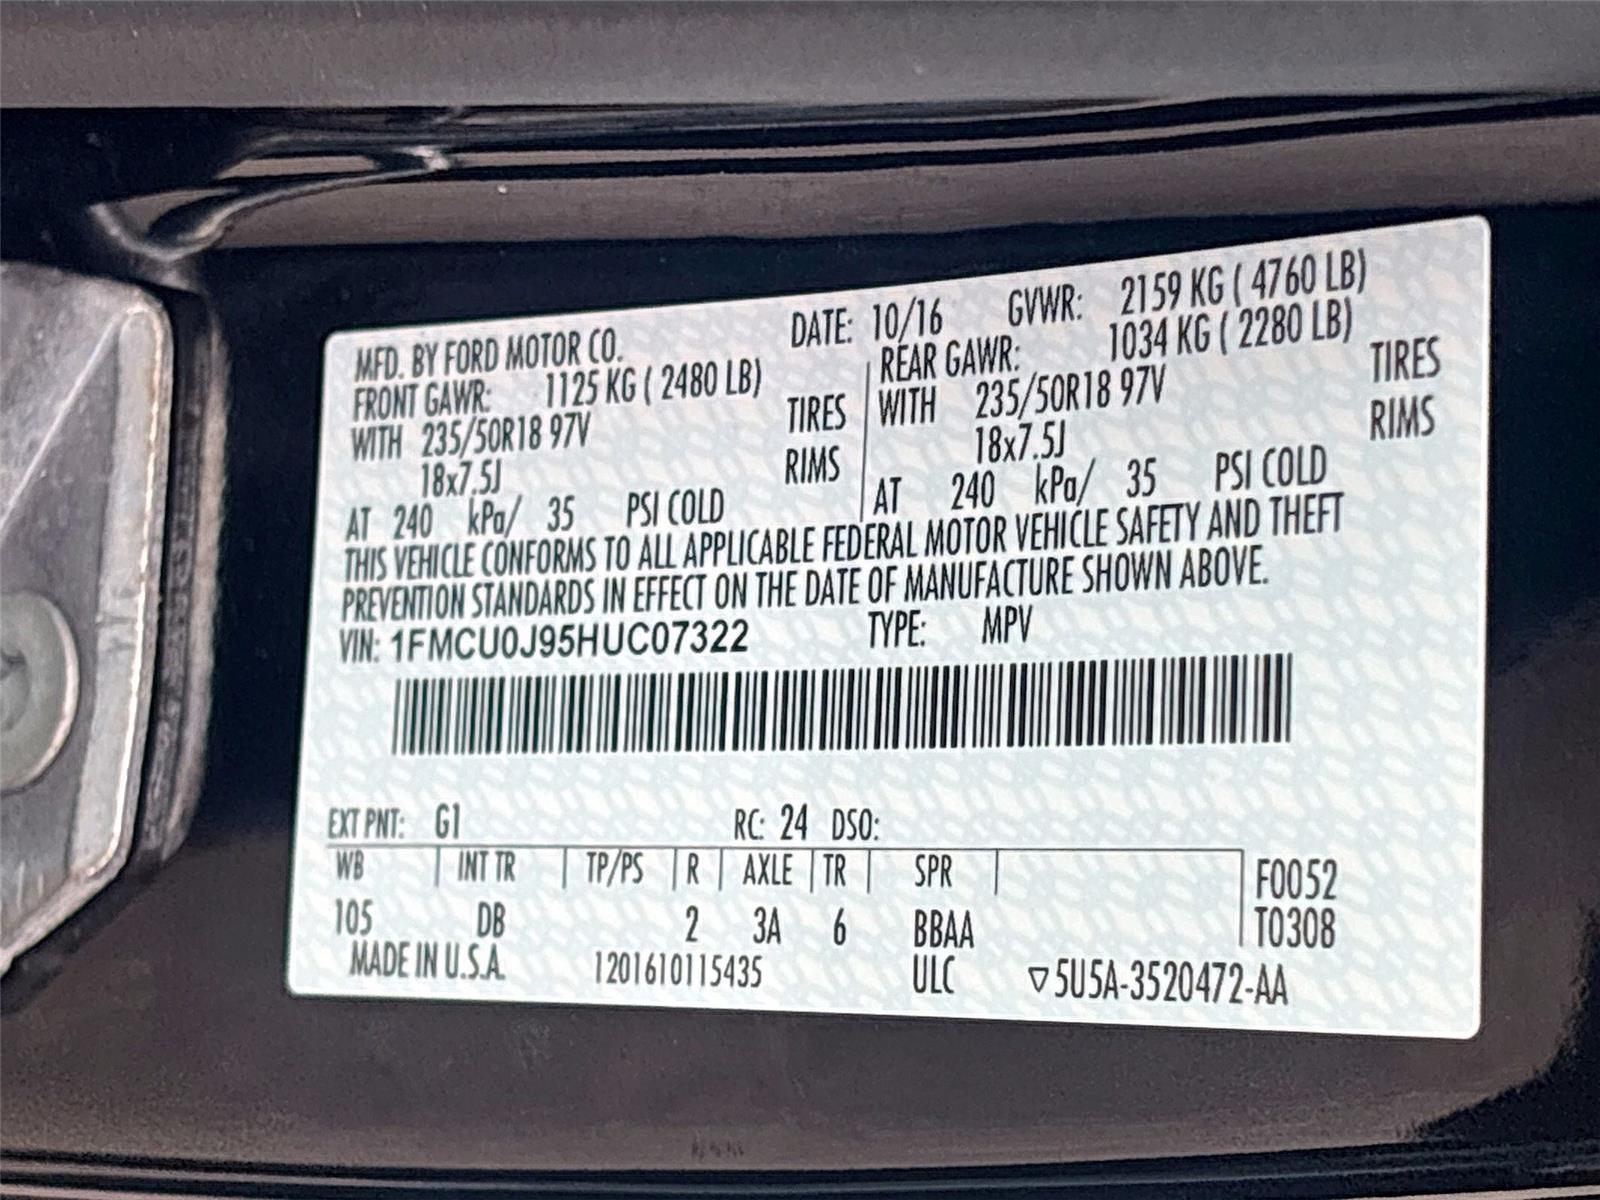 MFD. BY FORD MOTOR CO. DATE: 10/16 GVWR: 2159 KG ( 4760 LB)
FRONT GAWR: 1125 KG ( 2480 LB) REAR GAWR: 1034 KG ( 2280 LB)
WITH 235/50R18 97V TIRES WITH 235/50R18 97V TIRES
18x7.5J RIMS 18x7.5J RIMS
AT 240 kPa/ 35 PSI COLD AT 240 kPa/ 35 PSI COLD
THIS VEHICLE CONFORMS TO ALL APPLICABLE FEDERAL MOTOR VEHICLE SAFETY AND THEFT
PREVENTION STANDARDS IN EFFECT ON THE DATE OF MANUFACTURE SHOWN ABOVE.
VIN: 1FMCU0J95HUC07322 TYPE: MPV
EXT PNT: G1 RC: 24 DSO:
WB INT TR TP/PS R AXLE TR SPR F0052
105 DB 2 3A 6 BBAA T0308
MADE IN U.S.A. 1201610115435 ULC ▽5U5A-3520472-AA